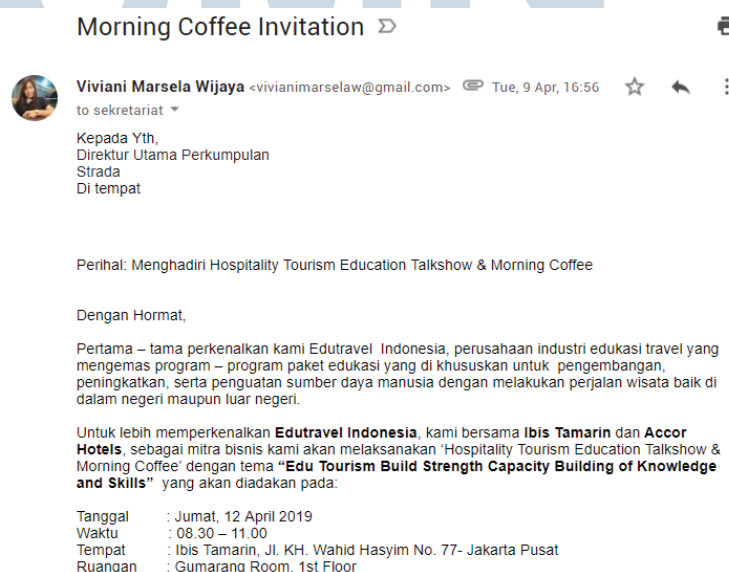 Morning Coffee Invitation
Viviani Marsela Wijaya <vivianimarselaw@gmail.com> Tue, 9 Apr, 16:56
to sekretariat
Kepada Yth,
Direktur Utama Perkumpulan
Strada
Di tempat
Perihal: Menghadiri Hospitality Tourism Education Talkshow & Morning Coffee
Dengan Hormat,
Pertama – tama perkenalkan kami Edutravel Indonesia, perusahaan industri edukasi travel yang
mengemas program – program paket edukasi yang di khususkan untuk pengembangan,
peningkatkan, serta penguatan sumber daya manusia dengan melakukan perjalan wisata baik di
dalam negeri maupun luar negeri.
Untuk lebih memperkenalkan Edutravel Indonesia, kami bersama Ibis Tamarin dan Accor
Hotels, sebagai mitra bisnis kami akan melaksanakan ‘Hospitality Tourism Education Talkshow &
Morning Coffee’ dengan tema “Edu Tourism Build Strength Capacity Building of Knowledge
and Skills” yang akan diadakan pada:
Tanggal : Jumat, 12 April 2019
Waktu : 08.30 – 11.00
Tempat : Ibis Tamarin, Jl. KH. Wahid Hasyim No. 77- Jakarta Pusat
Ruangan : Gumarang Room, 1st Floor